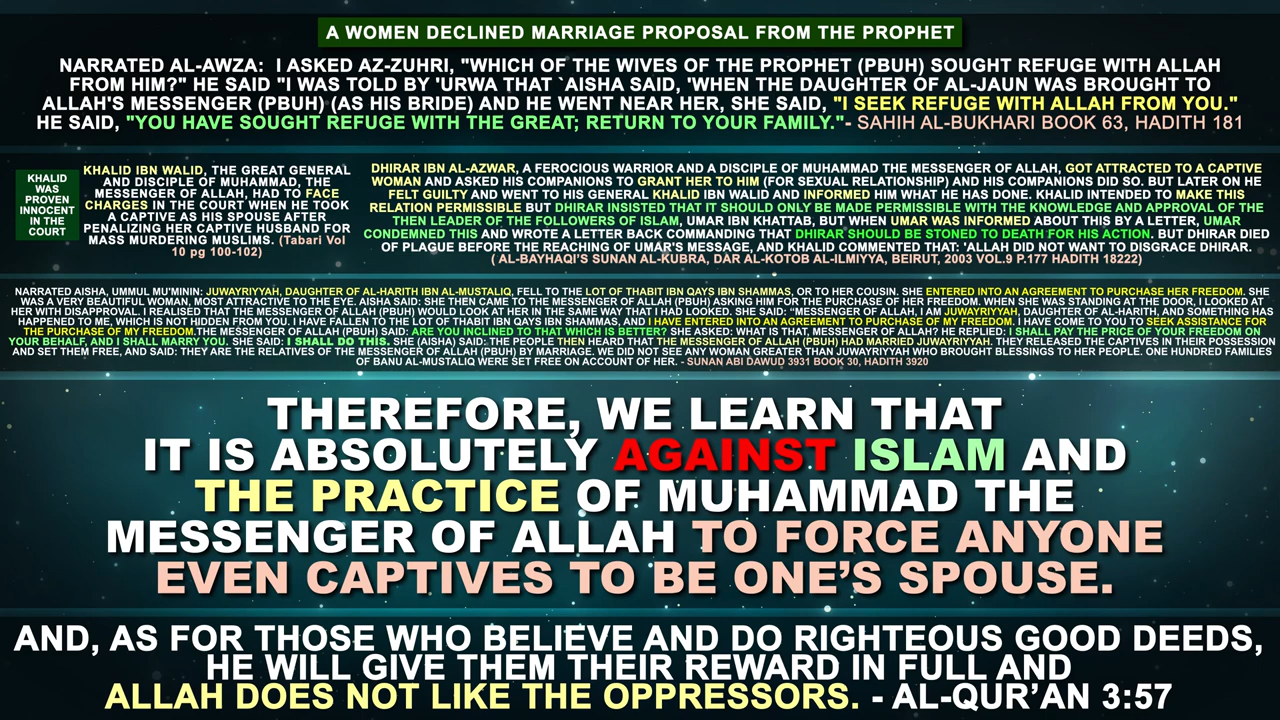 A WOMEN DECLINED MARRIAGE PROPOSAL FROM THE PROPHET
NARRATED AL-AWZA: I ASKED AZ-ZUHRI, "WHICH OF THE WIVES OF THE PROPHET (PBUH) SOUGHT REFUGE WITH ALLAH
FROM HIM?" HE SAID "I WAS TOLD BY 'URWA THAT `AISHA SAID, 'WHEN THE DAUGHTER OF AL-JAUN WAS BROUGHT TO
ALLAH'S MESSENGER (PBUH) (AS HIS BRIDE) AND HE WENT NEAR HER, SHE SAID, "I SEEK REFUGE WITH ALLAH FROM YOU."
HE SAID, "YOU HAVE SOUGHT REFUGE WITH THE GREAT; RETURN TO YOUR FAMILY."- SAHIH AL-BUKHARI BOOK 63, HADITH 181
KHALID
WAS
PROVEN
INNOCENT
IN THE
COURT
KHALID IBN WALID, THE GREAT GENERAL
AND DISCIPLE OF MUHAMMAD, THE
MESSENGER OF ALLAH, HAD TO FACE
CHARGES IN THE COURT WHEN HE TOOK
A CAPTIVE AS HIS SPOUSE AFTER
PENALIZING HER CAPTIVE HUSBAND FOR
MASS MURDERING MUSLIMS. (Tabari Vol
10 pg 100-102)
DHIRAR IBN AL-AZWAR, A FEROCIOUS WARRIOR AND A DISCIPLE OF MUHAMMAD THE MESSENGER OF ALLAH, GOT ATTRACTED TO A CAPTIVE
WOMAN AND ASKED HIS COMPANIONS TO GRANT HER TO HIM (FOR SEXUAL RELATIONSHIP) AND HIS COMPANIONS DID SO. BUT LATER ON HE
FELT GUILTY AND WENT TO HIS GENERAL KHALID IBN WALID AND INFORMED HIM WHAT HE HAS DONE. KHALID INTENDED TO MAKE THIS
RELATION PERMISSIBLE BUT DHIRAR INSISTED THAT IT SHOULD ONLY BE MADE PERMISSIBLE WITH THE KNOWLEDGE AND APPROVAL OF THE
THEN LEADER OF THE FOLLOWERS OF ISLAM, UMAR IBN KHATTAB, BUT WHEN UMAR WAS INFORMED ABOUT THIS BY A LETTER, UMAR
CONDEMNED THIS AND WROTE A LETTER BACK COMMANDING THAT DHIRAR SHOULD BE STONED TO DEATH FOR HIS ACTION. BUT DHIRAR DIED
OF PLAGUE BEFORE THE REACHING OF UMAR'S MESSAGE, AND KHALID COMMENTED THAT: 'ALLAH DID NOT WANT TO DISGRACE DHIRAR.
( AL-BAYHAQI'S SUNAN AL-KUBRA, DAR AL-KOTOB AL-ILMIYYA, BEIRUT, 2003 VOL.9 P.177 HADITH 18222)
NARRATED AISHA, UMMUL MU'MININ: JUWAYRIYYAH, DAUGHTER OF AL-HARITH IBN AL-MUSTALIQ, FELL TO THE LOT OF THABIT IBN QAYS IBN SHAMMAS, OR TO HER COUSIN. SHE ENTERED INTO AN AGREEMENT TO PURCHASE HER FREEDOM. SHE
WAS A VERY BEAUTIFUL WOMAN, MOST ATTRACTIVE TO THE EYE. AISHA SAID: SHE THEN CAME TO THE MESSENGER OF ALLAH (PBUH) ASKING HIM FOR THE PURCHASE OF HER FREEDOM. WHEN SHE WAS STANDING AT THE DOOR, I LOOKED AT
HER WITH DISAPPROVAL. I REALISED THAT THE MESSENGER OF ALLAH (PBUH) WOULD LOOK AT HER IN THE SAME WAY THAT I HAD LOOKED. SHE SAID: "MESSENGER OF ALLAH, I AM JUWAYRIYYAH, DAUGHTER OF AL-HARITH, AND SOMETHING HAS
HAPPENED TO ME, WHICH IS NOT HIDDEN FROM YOU. I HAVE FALLEN TO THE LOT OF THABIT IBN QAYS IBN SHAMMAS, AND I HAVE ENTERED INTO AN AGREEMENT TO PURCHASE OF MY FREEDOM. I HAVE COME TO YOU TO SEEK ASSISTANCE FOR
THE PURCHASE OF MY FREEDOM.THE MESSENGER OF ALLAH (PBUH) SAID: ARE YOU INCLINED TO THAT WHICH IS BETTER? SHE ASKED: WHAT IS THAT, MESSENGER OF ALLAH? HE REPLIED: I SHALL PAY THE PRICE OF YOUR FREEDOM ON
YOUR BEHALF, AND I SHALL MARRY YOU. SHE SAID: I SHALL DO THIS. SHE (AISHA) SAID: THE PEOPLE THEN HEARD THAT THE MESSENGER OF ALLAH (PBUH) HAD MARRIED JUWAYRIYYAH. THEY RELEASED THE CAPTIVES IN THEIR POSSESSION
AND SET THEM FREE, AND SAID: THEY ARE THE RELATIVES OF THE MESSENGER OF ALLAH (PBUH) BY MARRIAGE. WE DID NOT SEE ANY WOMAN GREATER THAN JUWAYRIYYAH WHO BROUGHT BLESSINGS TO HER PEOPLE. ONE HUNDRED FAMILIES
OF BANU AL-MUSTALIQ WERE SET FREE ON ACCOUNT OF HER. - SUNAN ABI DAWUD 3931 BOOK 30, HADITH 3920
THEREFORE, WE LEARN THAT
IT IS ABSOLUTELY AGAINST ISLAM AND
THE PRACTICE OF MUHAMMAD THE
MESSENGER OF ALLAH TO FORCE ANYONE
EVEN CAPTIVES TO BE ONE'S SPOUSE.
AND, AS FOR THOSE WHO BELIEVE AND DO RIGHTEOUS GOOD DEEDS,
HE WILL GIVE THEM THEIR REWARD IN FULL AND
ALLAH DOES NOT LIKE THE OPPRESSORS. - AL-QUR'AN 3:57